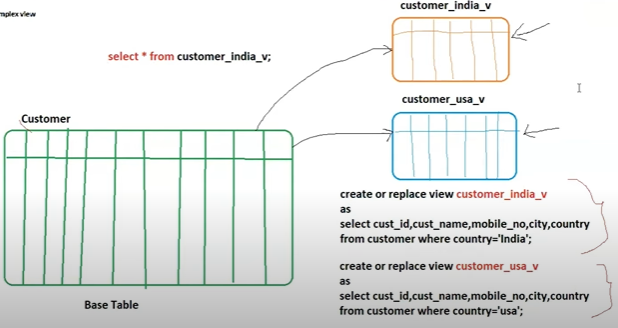 mplex view
customer_india_v
select * from customer_india_v;
customer_usa_v
Customer
create or replace view customer_india_v
as
select cust_id,cust_name,mobile_no,city,country
from customer where country='India';
create or replace view customer_usa_v
as
select cust_id,cust_name,mobile_no,city,country
from customer where country='usa';
Base Table